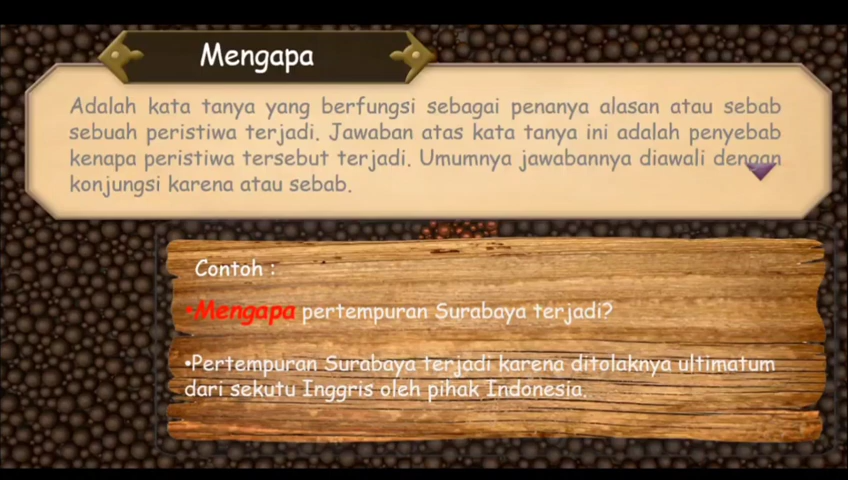 Mengapa
Adalah kata tanya yang berfungsi sebagai penanya alasan atau sebab
sebuah peristiwa terjadi. Jawaban atas kata tanya ini adalah penyebab
kenapa peristiwa tersebut terjadi. Umumnya jawabannya diawali dengan
konjungsi karena atau sebab.
Contoh :
•Mengapa pertempuran Surabaya terjadi?
•Pertempuran Surabaya terjadi karena ditolaknya ultimatum
dari sekutu Inggris oleh pihak Indonesia.